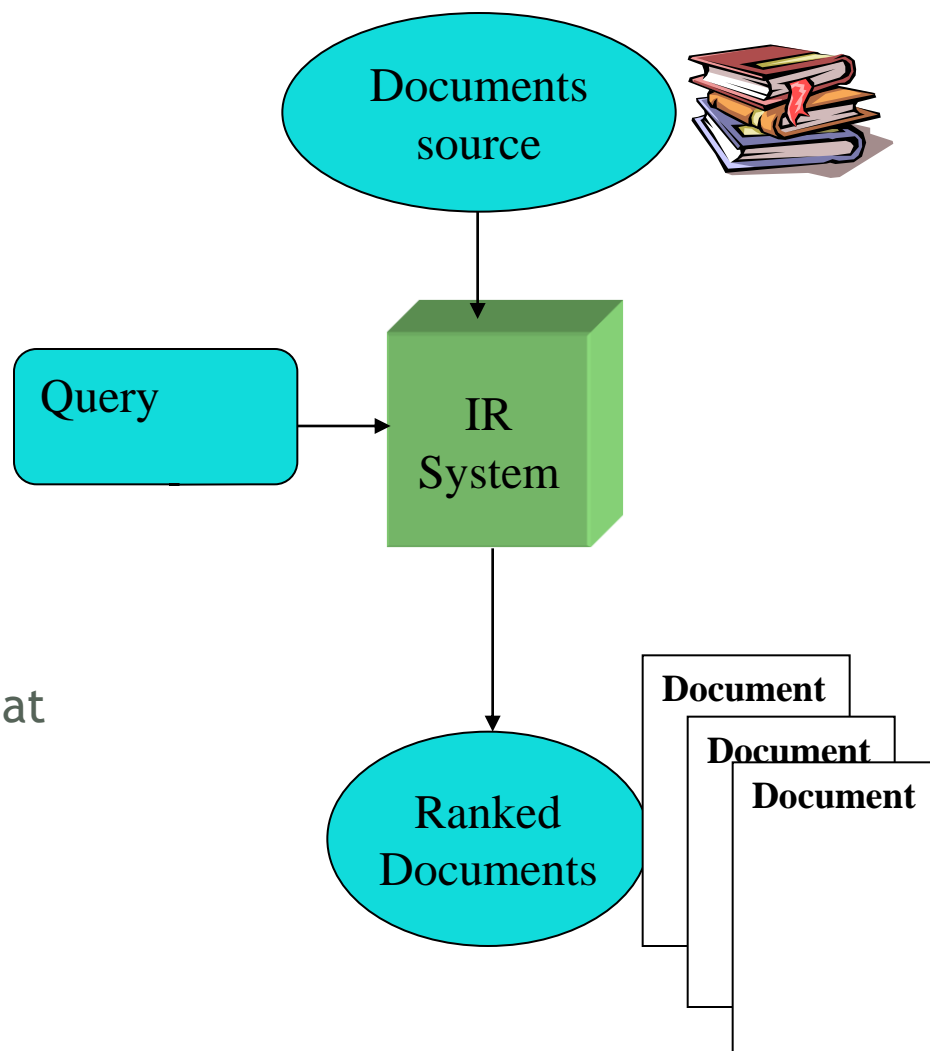 Documents
source
Query
IR
System
at
Document
Document
Document
Ranked
Documents